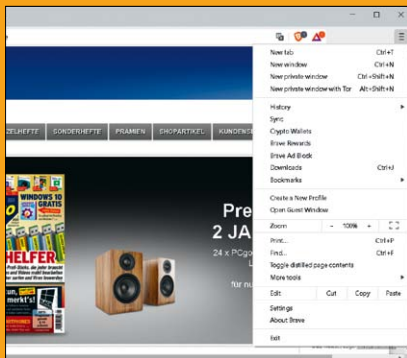 New tab Ctrl+T
New window Ctrl+N
New private window Ctrl+Shift+N
New private window with Tor Alt+Shift+N
History
Sync
Crypto Wallets
Brave Rewards
Brave Ad Block
Downloads Ctrl+J
Bookmarks
Create a New Profile
Open Guest Window
Zoom - 100% +
Print... Ctrl+P
Find... Ctrl+F
Toggle distilled page contents
More tools
Edit Cut Copy Paste
Settings
About Brave
Exit
ZELHEFTE SONDERHEFTE PRÄMIEN SHOPARTIKEL KUNDENSE
WINDOWS 10
GRATIS
HELFER
markt's!
Pre
2 JA
24 x PCgo
L
für nu